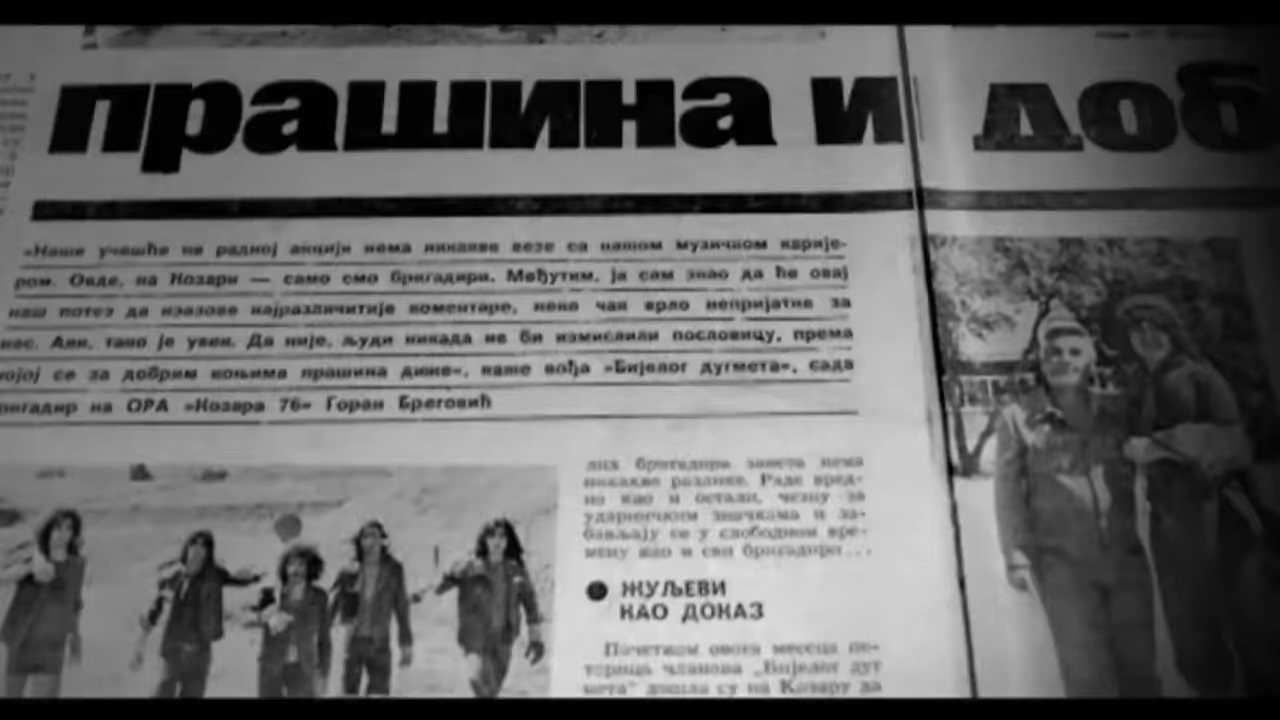 прашина и доб
»Наше учешће на радној акцији нема никакве везе са нашом музичком карије-
ром. Овде, на Козари — само смо бригадири. Међутим, ја сам знао да ће овај
наш потез да изазове најразличитије коментаре, неке чак врло непријатне за
нас. Али, тако је увек. Да није, људи никада не би измислили пословицу, према
којој се за добрим коњима прашина диже«, каже вођа »Бијелог дугмета«, сада
бригадир на ОРА »Козара 76« Горан Бреговић
лих бригадира заиста нема
никакве разлике. Раде вред-
но као и остали, чезну за
ударничким значкама и за-
бављају се у слободном вре-
мену као и сви бригадири...
● ЖУЉЕВИ
КАО ДОКАЗ
Почетком овога месеца пе-
торица чланова „Бијелог дуг
мета" дошла су на Козару да